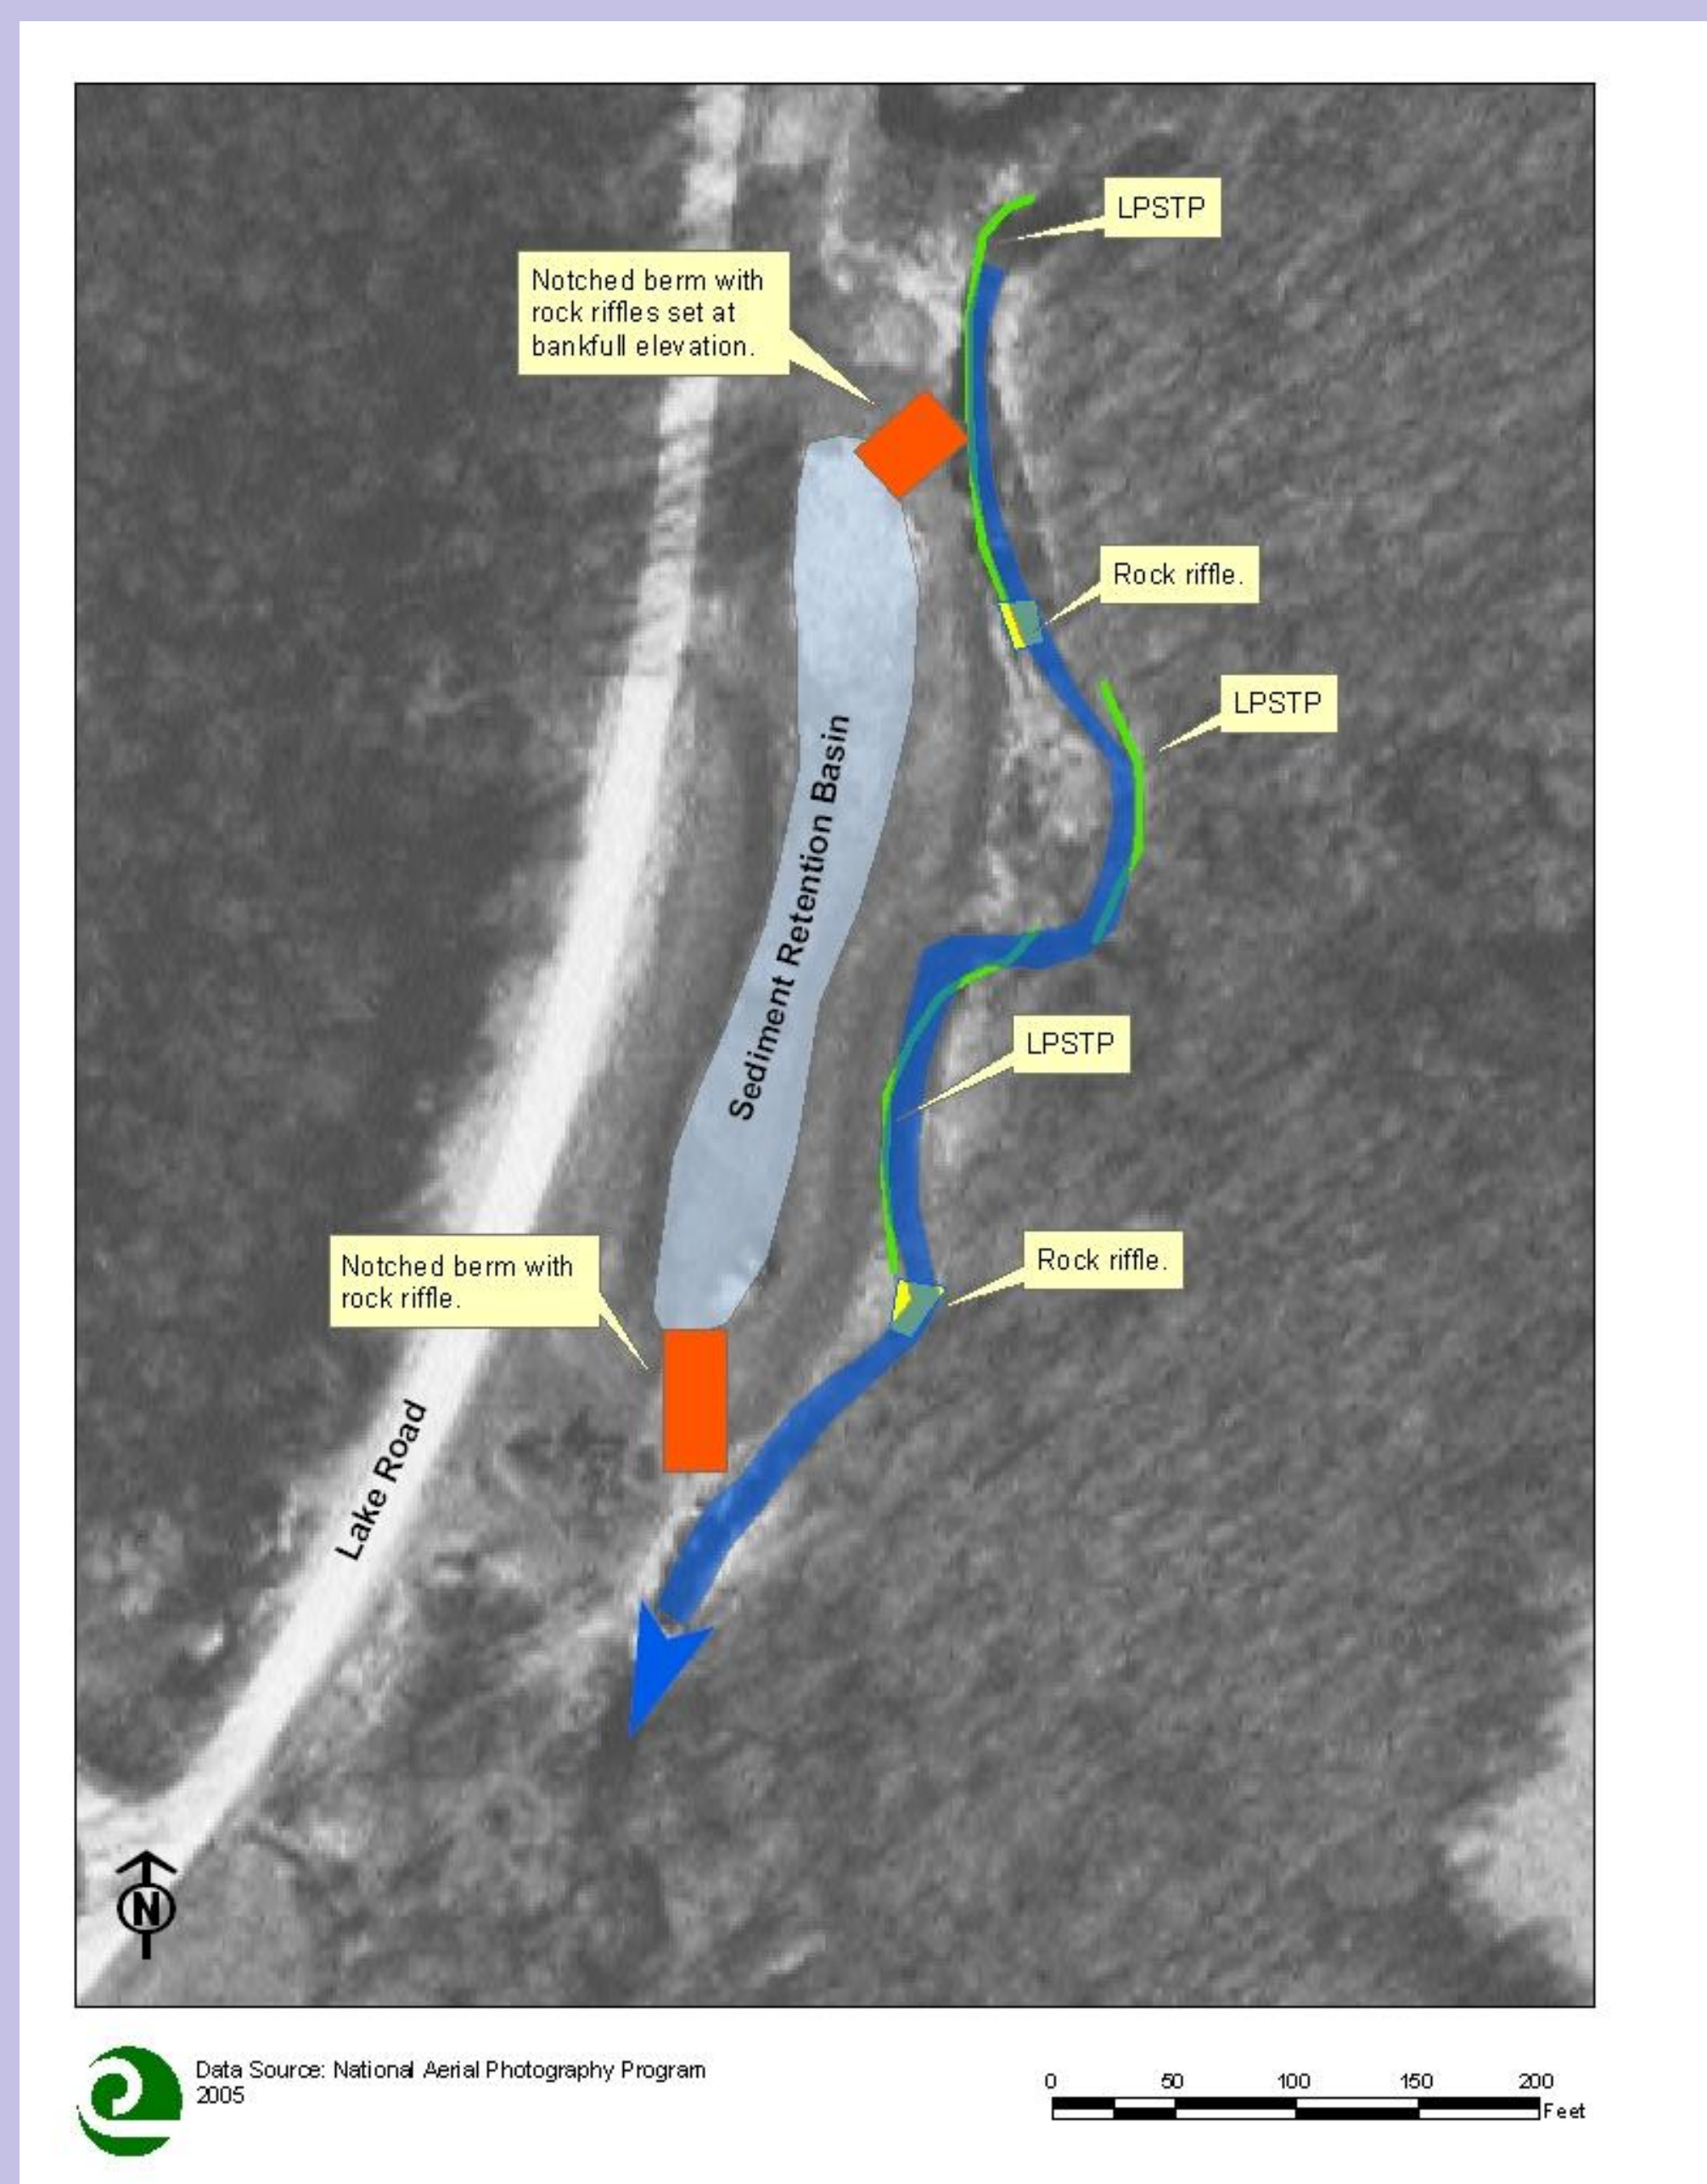 LPSTP
Notched berm with
rock riffles set at
bankfull elevation.
Rock riffle.
LPSTP
Sediment Retention Basin
LPSTP
Notched berm with
rock riffle.
Rock riffle.
Lake Road
N
Data Source: National Aerial Photography Program
2005
0 50 100 150 200
Feet